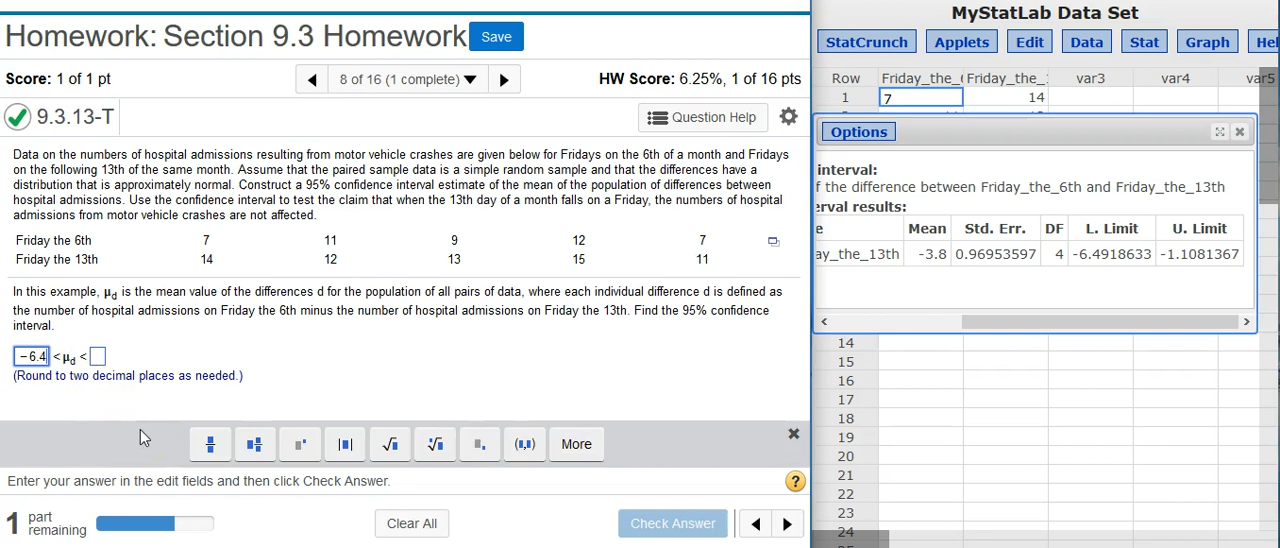 Homework: Section 9.3 Homework Save
Score: 1 of 1 pt
8 of 16 (1 complete)
HW Score: 6.25%, 1 of 16 pts
9.3.13-T
Question Help
Data on the numbers of hospital admissions resulting from motor vehicle crashes are given below for Fridays on the 6th of a month and Fridays
on the following 13th of the same month. Assume that the paired sample data is a simple random sample and that the differences have a
distribution that is approximately normal. Construct a 95% confidence interval estimate of the mean of the population of differences between
hospital admissions. Use the confidence interval to test the claim that when the 13th day of a month falls on a Friday, the numbers of hospital
admissions from motor vehicle crashes are not affected.
Friday the 6th 7 11 9 12 7
Friday the 13th 14 12 13 15 11
In this example, μd is the mean value of the differences d for the population of all pairs of data, where each individual difference d is defined as
the number of hospital admissions on Friday the 6th minus the number of hospital admissions on Friday the 13th. Find the 95% confidence
interval.
−6.4 < μd <
(Round to two decimal places as needed.)
More
Enter your answer in the edit fields and then click Check Answer.
?
1 part
remaining
Clear All
Check Answer
MyStatLab Data Set
StatCrunch Applets Edit Data Stat Graph Hel
Row Friday_the_( Friday_the_ var3 var4 var5
1 7 14
Options
interval:
f the difference between Friday_the_6th and Friday_the_13th
erval results:
e Mean Std. Err. DF L. Limit U. Limit
ay_the_13th -3.8 0.96953597 4 -6.4918633 -1.1081367
14
15
16
17
18
19
20
21
22
23
24